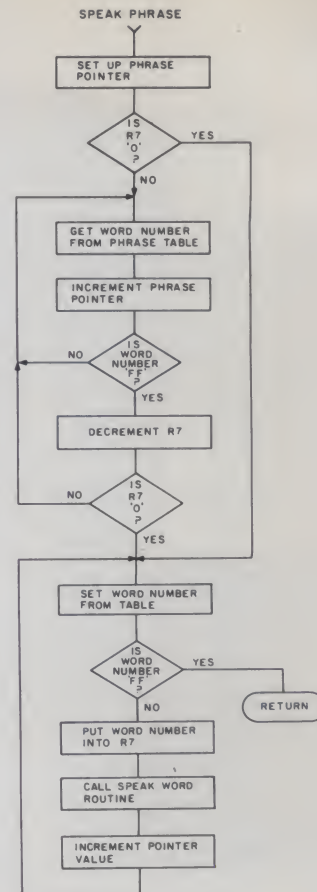 SPEAK PHRASE
SET UP PHRASE
POINTER
IS
R7
'0'
?
YES
NO
GET WORD NUMBER
FROM PHRASE TABLE
INCREMENT PHRASE
POINTER
IS
WORD
NUMBER
'FF'
?
NO
YES
DECREMENT R7
IS
R7
'0'
?
NO
YES
SET WORD NUMBER
FROM TABLE
IS
WORD
NUMBER
'FF'
?
YES
NO
RETURN
PUT WORD NUMBER
INTO R7
CALL SPEAK WORD
ROUTINE
INCREMENT POINTER
VALUE